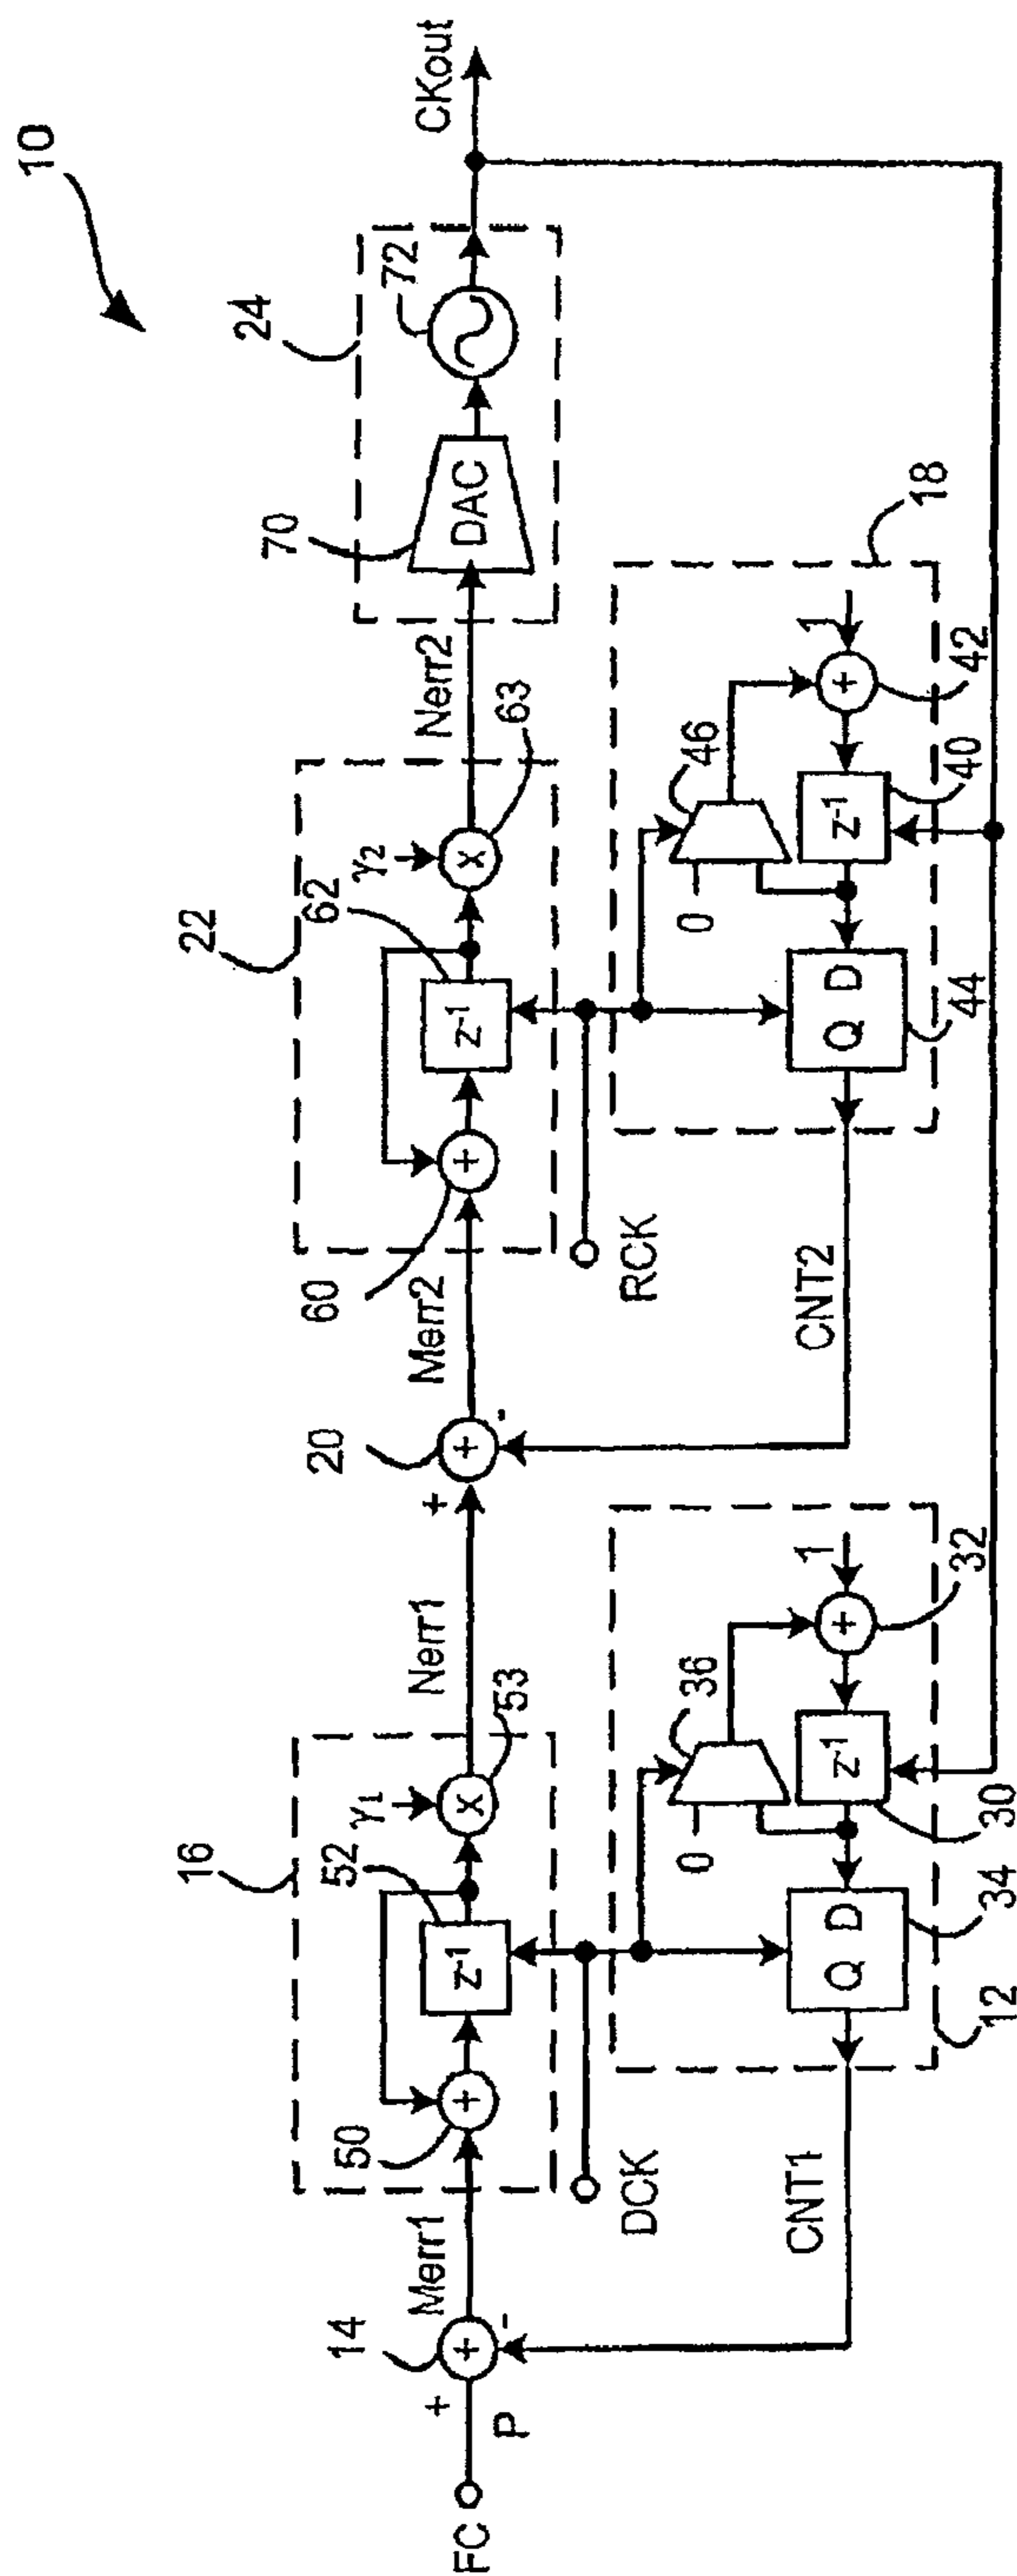 10
FC
P
+
14
+
-
Merr1
16
50
+
z-1
52
γ1
x
53
Nerr1
+
20
+
-
Merr2
22
60
+
z-1
62
γ2
x
63
Nerr2
24
70
DAC
72
CKout
DCK
CNT1
12
Q D
34
0
36
z-1
30
+
1
32
RCK
CNT2
18
Q D
44
0
46
z-1
40
+
1
42